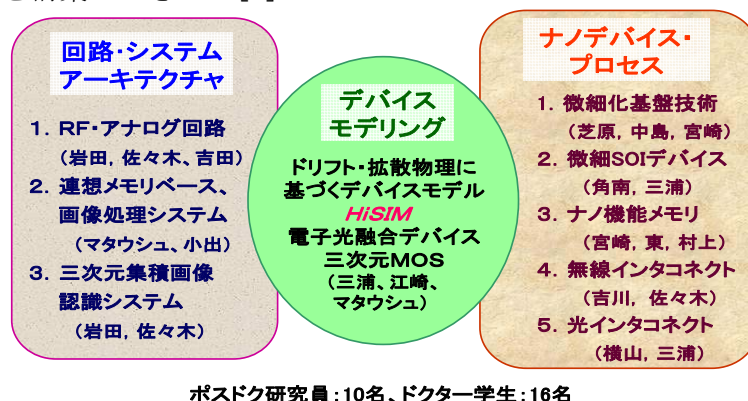 回路・システム
アーキテクチャ
1. RF・アナログ回路
(岩田, 佐々木、吉田)
2. 連想メモリベース、
画像処理システム
(マタウシュ、小出)
3. 三次元集積画像
認識システム
(岩田, 佐々木)
デバイス
モデリング
ドリフト・拡散物理に
基づくデバイスモデル
HiSIM
電子光融合デバイス
三次元MOS
(三浦、江崎、
マタウシュ)
ナノデバイス・
プロセス
1. 微細化基盤技術
(芝原, 中島, 宮崎)
2. 微細SOIデバイス
(角南, 三浦)
3. ナノ機能メモリ
(宮崎, 東, 村上)
4. 無線インタコネクト
(吉川, 佐々木)
5. 光インタコネクト
(横山, 三浦)
ポスドク研究員:10名、ドクター学生:16名